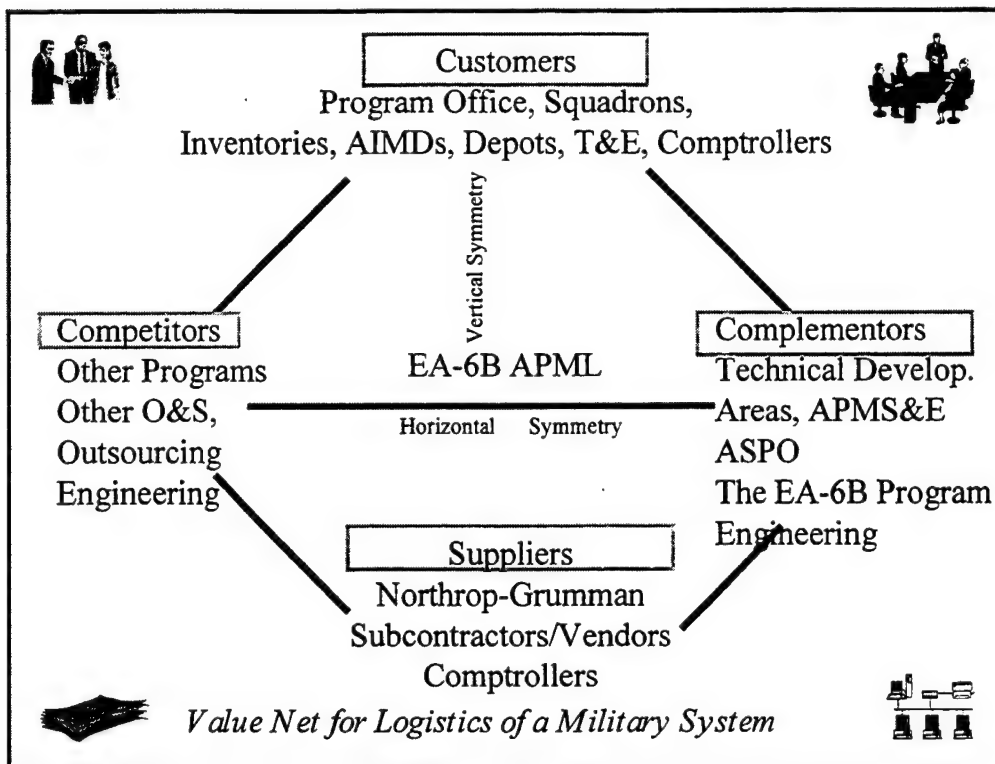 Customers
Program Office, Squadrons,
Inventories, AIMDs, Depots, T&E, Comptrollers
Vertical Symmetry
Competitors
Other Programs
Other O&S,
Outsourcing
Engineering
EA-6B APML
Horizontal Symmetry
Complementors
Technical Develop.
Areas, APMS&E
ASPO
The EA-6B Program
Engineering
Suppliers
Northrop-Grumman
Subcontractors/Vendors
Comptrollers
Value Net for Logistics of a Military System